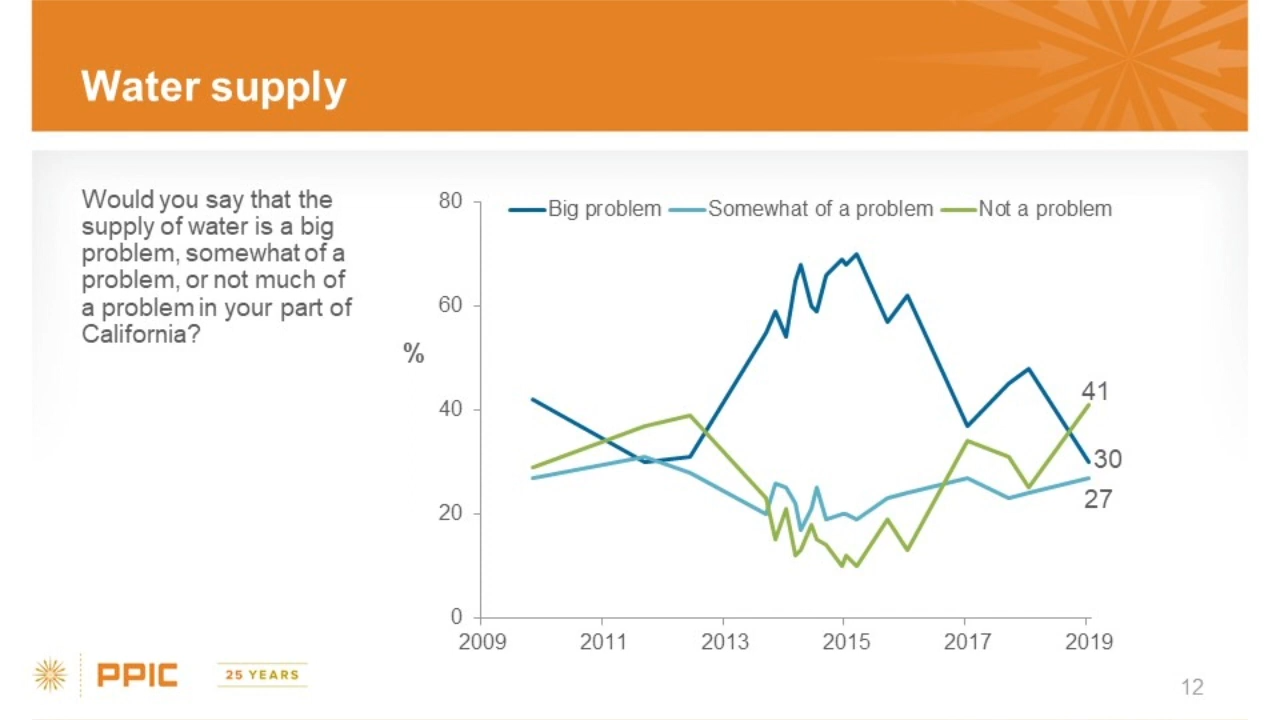 Water supply
Would you say that the
supply of water is a big
problem, somewhat of a
problem, or not much of
a problem in your part of
California?
%
80
60
40
20
0
Big problem
Somewhat of a problem
Not a problem
41
30
27
2009
2011
2013
2015
2017
2019
PPIC
25 YEARS
12